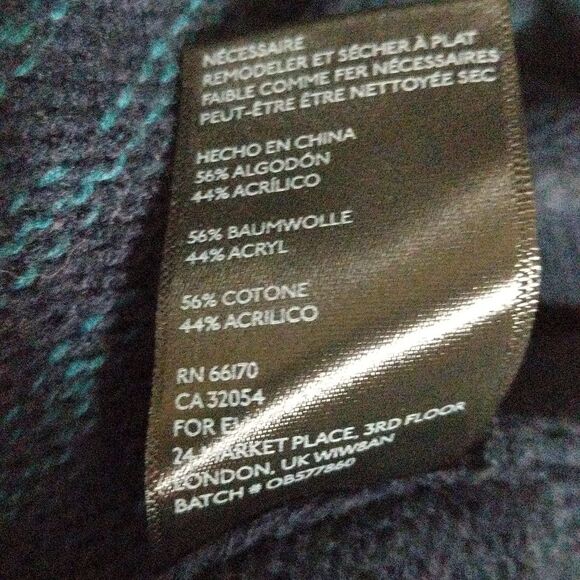 NÉCESSAIRE
REMODELER ET SÉCHER À PLAT
FAIBLE COMME FER NÉCESSAIRES
PEUT-ÊTRE ÊTRE NETTOYÉE SEC
HECHO EN CHINA
56% ALGODÓN
44% ACRÍLICO
56% BAUMWOLLE
44% ACRYL
56% COTONE
44% ACRILICO
RN 66170
CA 32054
FOR
24 MARKET PLACE, 3RD FLOOR
LONDON, UK W1W8AN
BATCH # OB577860